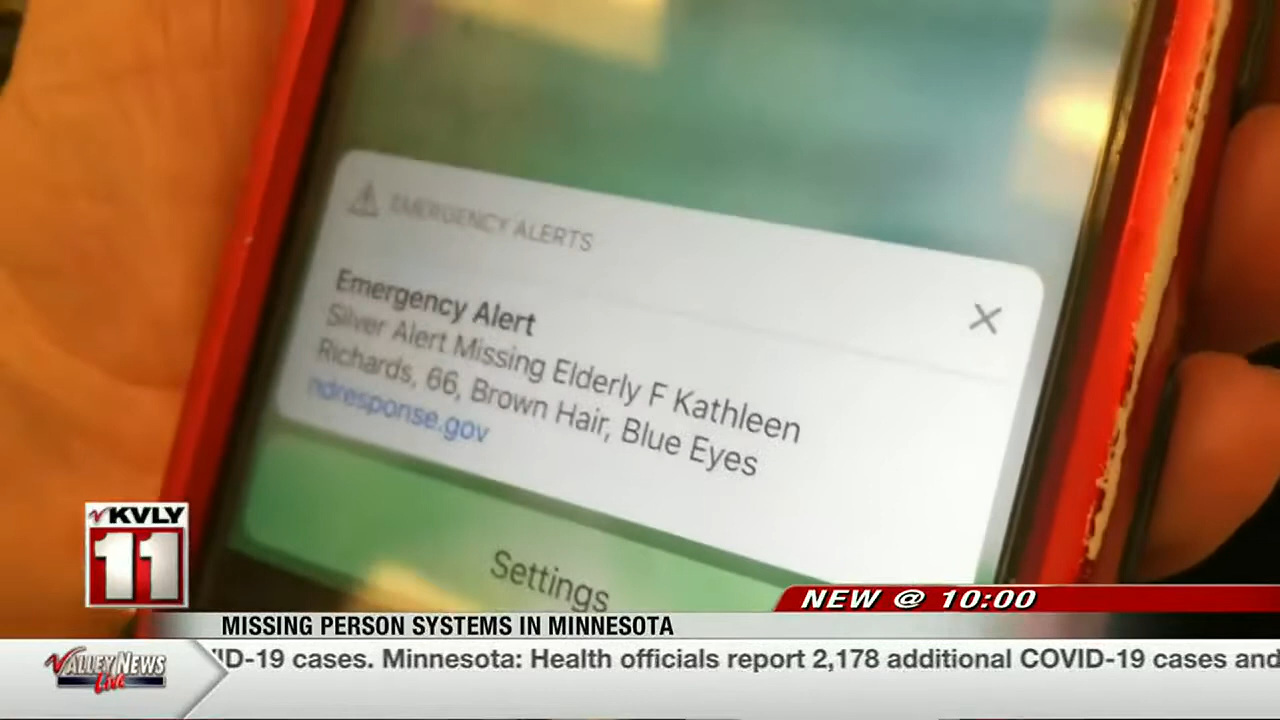 EMERGENCY ALERTS
Emergency Alert
Silver Alert Missing Elderly F Kathleen
Richards, 66, Brown Hair, Blue Eyes
ndresponse.gov
Settings
KVLY
11
NEW @ 10:00
MISSING PERSON SYSTEMS IN MINNESOTA
VALLEY NEWS
Live
'ID-19 cases. Minnesota: Health officials report 2,178 additional COVID-19 cases and